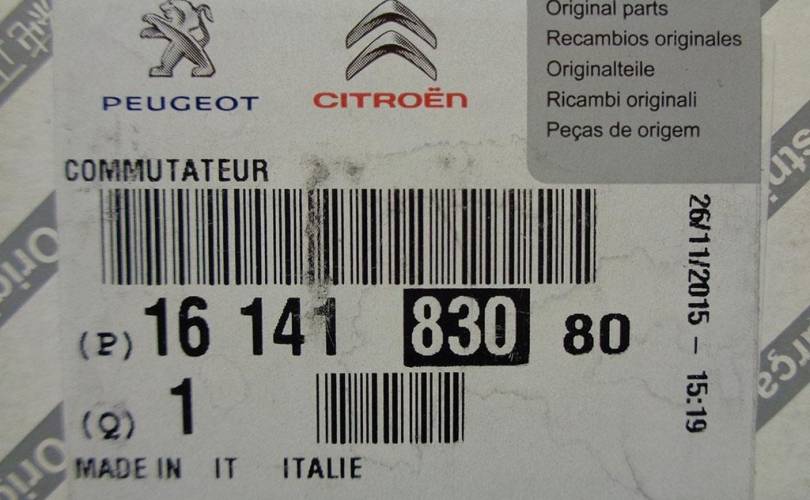 Original parts
Recambios originales
Originalteile
Ricambi originali
Peças de origem
PEUGEOT
CITROËN
COMMUTATEUR
26/11/2015 – 15:19
(P) 16 141 830 80
(Q) 1
MADE IN IT ITALIE